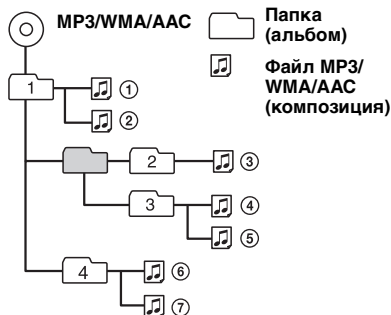 MP3/WMA/AAC
Папка
(альбом)
Файл MP3/
WMA/AAC
(композиция)
1
①
②
2
③
3
④
⑤
4
⑥
⑦